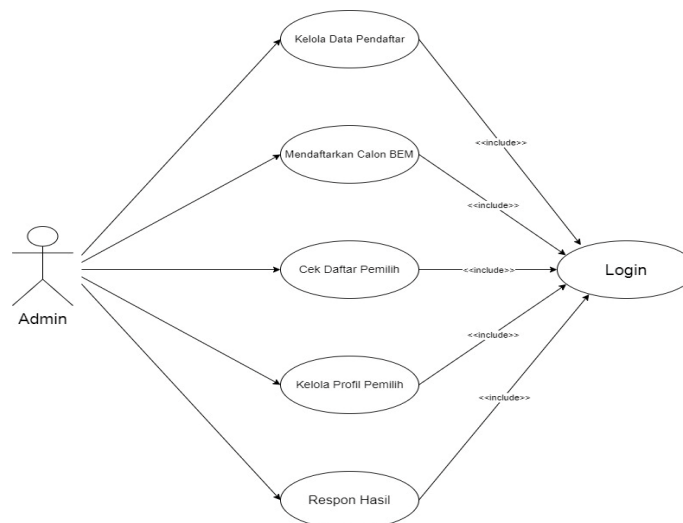 Kelola Data Pendaftar
<<include>>
Mendaftarkan Calon BEM
<<include>>
Admin
Cek Daftar Pemilih
<<include>>
Login
Kelola Profil Pemilih
<<include>>
Respon Hasil
<<include>>